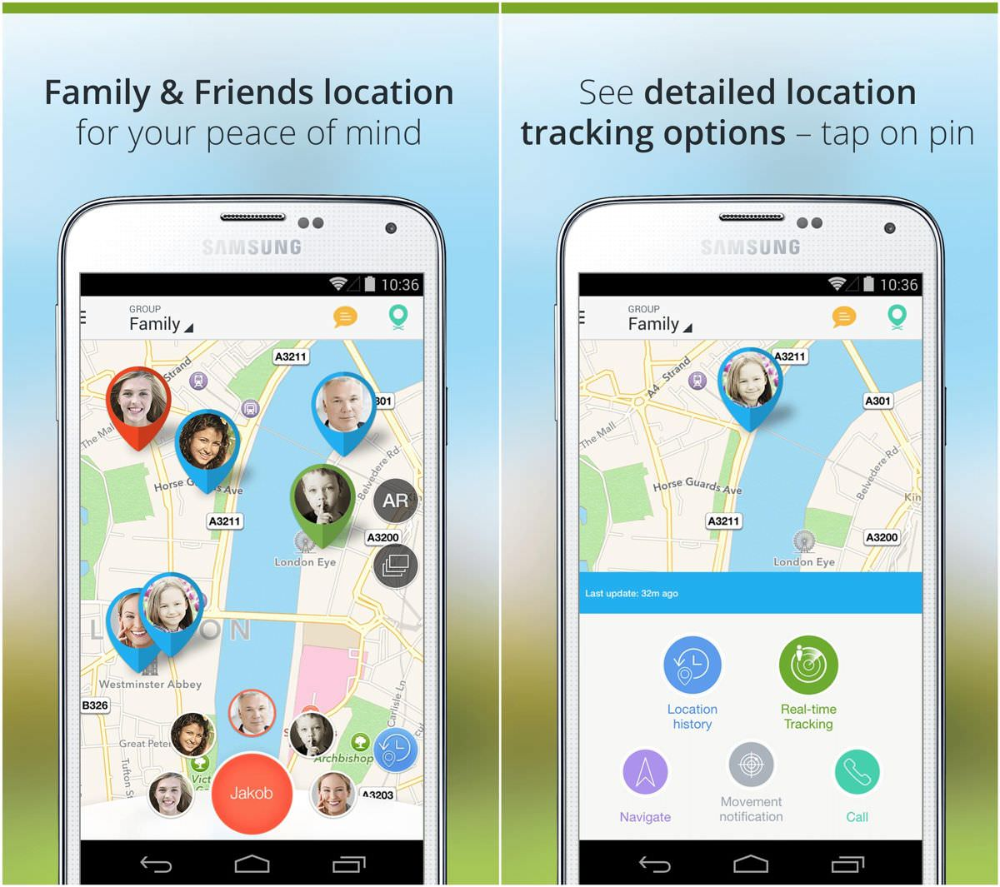 Family & Friends location
for your peace of mind
SAMSUNG
10:36
GROUP
Family
A3211
Strand
301
The Mal
Horse G s Ave
Belvedere Rd
AR
Kin
A3211
A3200
London Eye
L ON
Westminster Abbey
B326
Carlisle Ln
Great Peter
Archbishop
Tufton St
Vict
G
Jakob
A3203
See detailed location
tracking options – tap on pin
SAMSUNG
10:36
GROUP
Family
A3211
A4 Strand
A301
The Mall
Belvedere Rd
Horse Guards Ave
Kin
A3211
A3200
London Eye
Last update: 32m ago
Location
history
Real-time
Tracking
Navigate
Movement
notification
Call